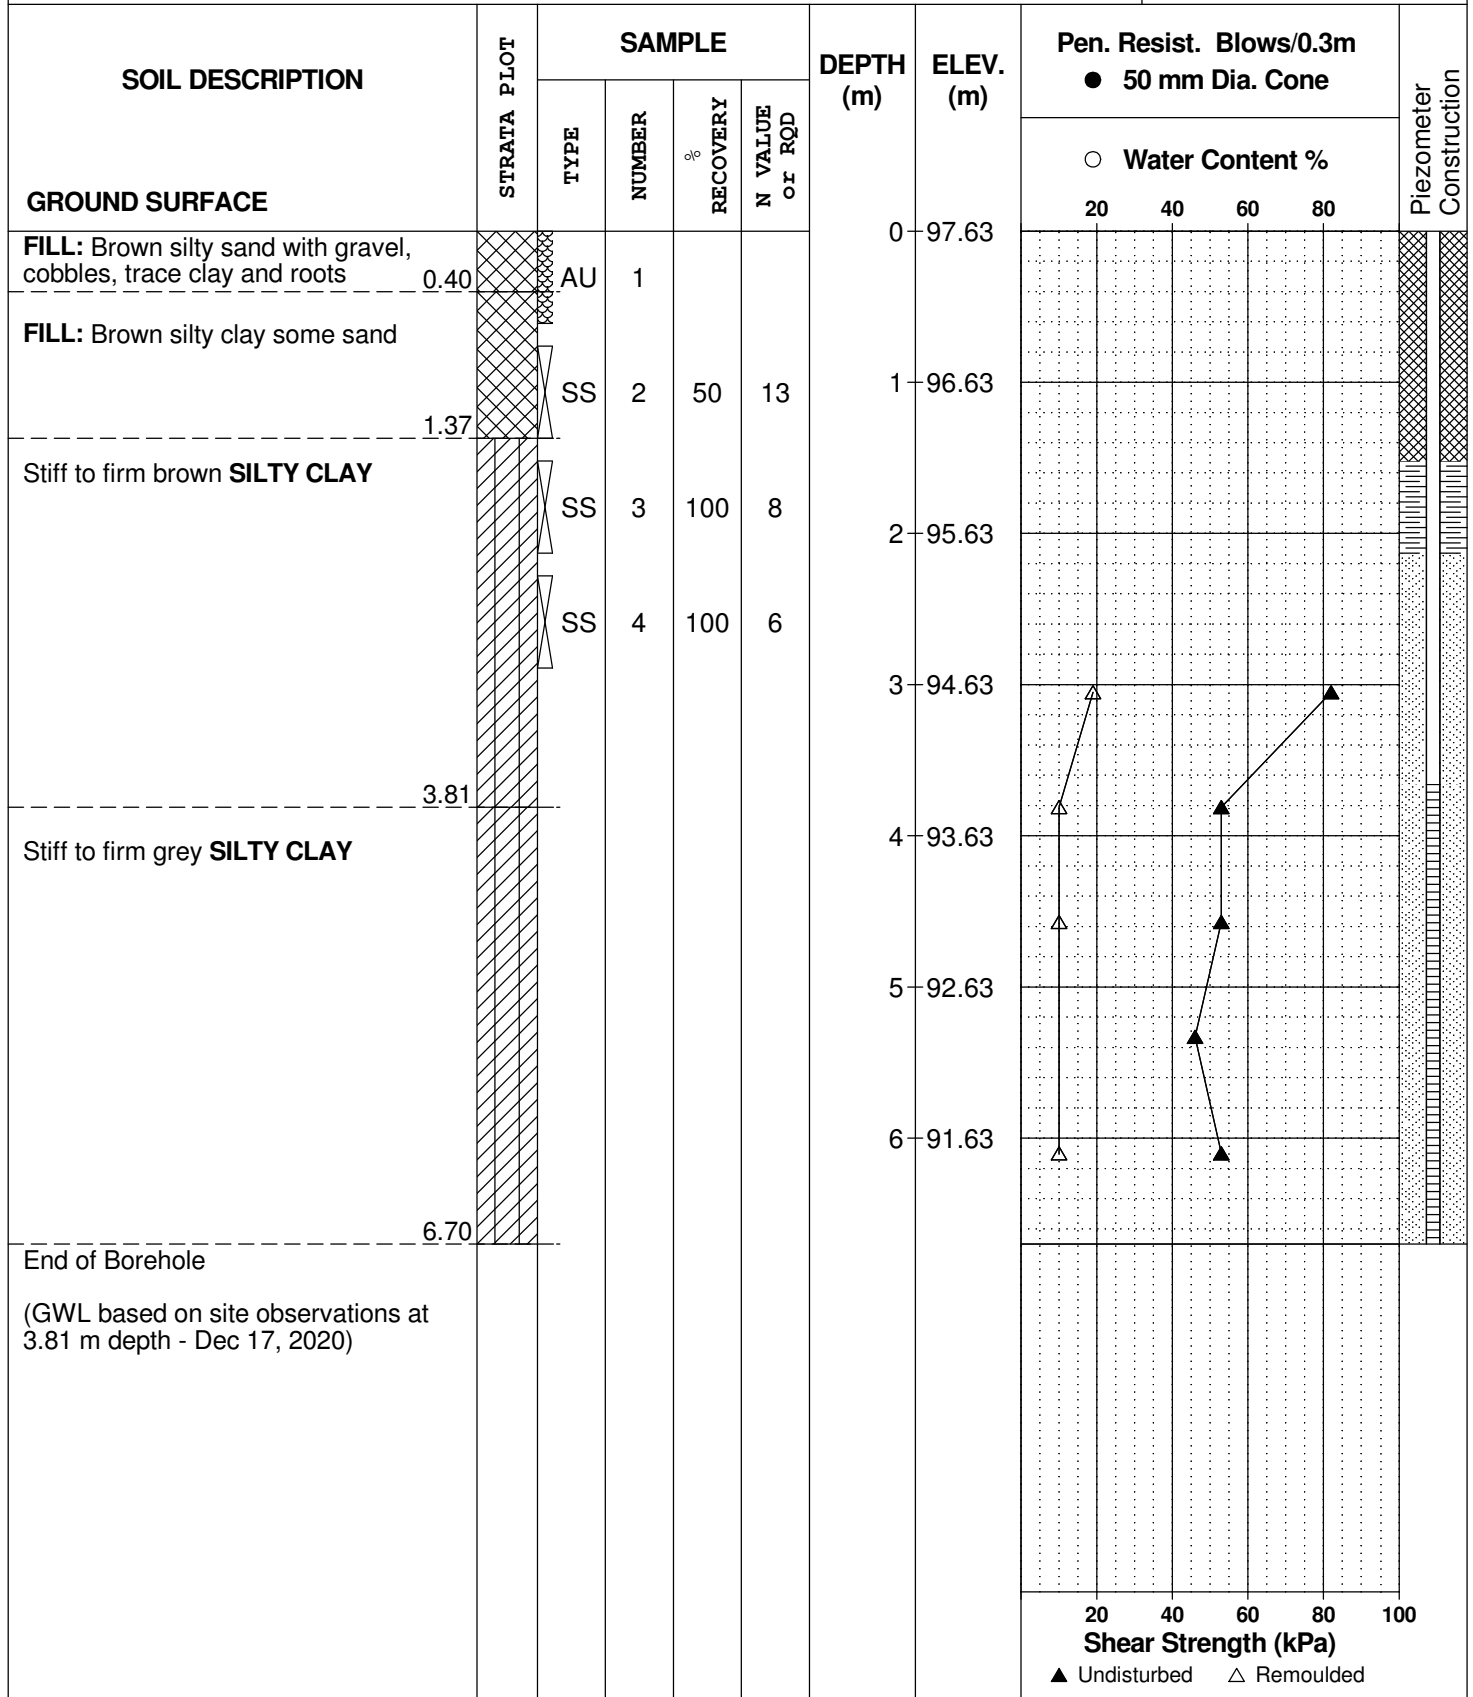 SOIL DESCRIPTION
GROUND SURFACE
STRATA PLOT
SAMPLE
TYPE
NUMBER
%
RECOVERY
N VALUE
or RQD
DEPTH
(m)
ELEV.
(m)
Pen. Resist. Blows/0.3m
● 50 mm Dia. Cone
○ Water Content %
20 40 60 80
Piezometer
Construction
0 97.63
FILL: Brown silty sand with gravel,
cobbles, trace clay and roots 0.40
AU 1
FILL: Brown silty clay some sand
1 96.63
SS 2 50 13
1.37
Stiff to firm brown SILTY CLAY
SS 3 100 8
2 95.63
SS 4 100 6
3 94.63
3.81
4 93.63
Stiff to firm grey SILTY CLAY
5 92.63
6 91.63
6.70
End of Borehole
(GWL based on site observations at
3.81 m depth - Dec 17, 2020)
20 40 60 80 100
Shear Strength (kPa)
▲ Undisturbed △ Remoulded